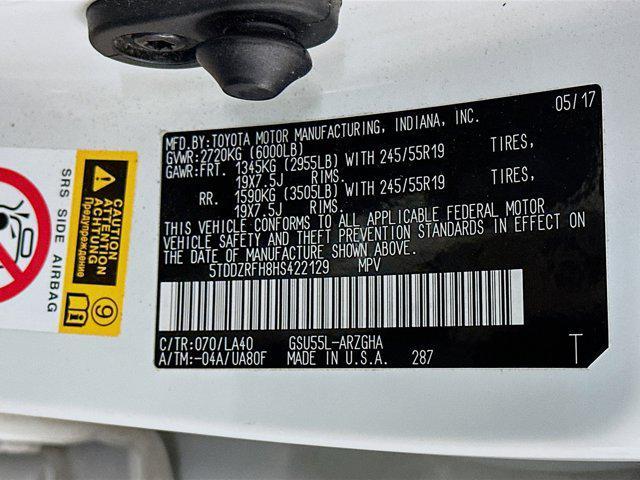 05/17
MFD.BY:TOYOTA MOTOR MANUFACTURING, INDIANA, INC.
GVWR:2720KG (6000LB)
GAWR:FRT. 1345KG (2955LB) WITH 245/55R19 TIRES,
19X7.5J RIMS.
RR. 1590KG (3505LB) WITH 245/55R19 TIRES,
19X7.5J RIMS.
THIS VEHICLE CONFORMS TO ALL APPLICABLE FEDERAL MOTOR
VEHICLE SAFETY AND THEFT PREVENTION STANDARDS IN EFFECT ON
THE DATE OF MANUFACTURE SHOWN ABOVE.
5TDDZRFH8HS422129 MPV
C/TR:070/LA40 GSU55L-ARZGHA
A/TM:-04A/UA80F MADE IN U.S.A. 287
T
SRS SIDE AIRBAG
CAUTION
ATTENTION
ACHTUNG
Предупреждение
9